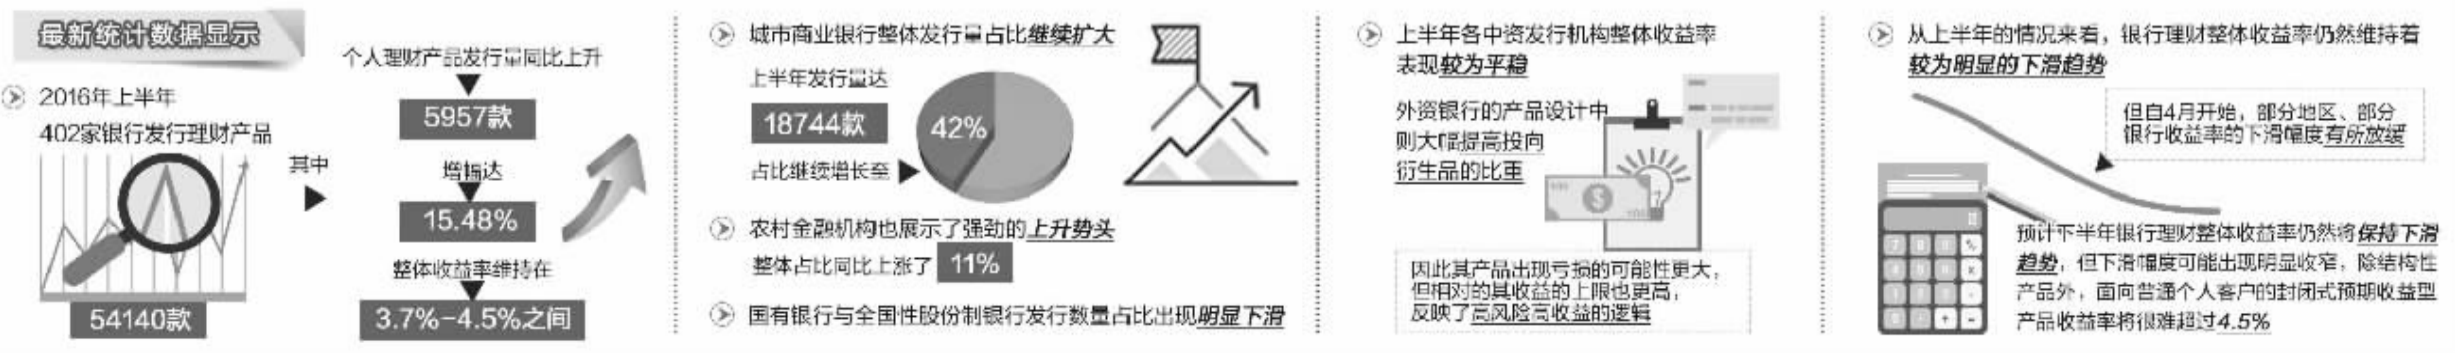 最新统计数据显示
2016年上半年
402家银行发行理财产品
54140款
其中
个人理财产品发行量同比上升
5957款
增幅达
15.48%
整体收益率维持在
3.7%-4.5%之间
城市商业银行整体发行量占比继续扩大
上半年发行量达
18744款
占比继续增长至
42%
农村金融机构也展示了强劲的上升势头
整体占比同比上涨了 11%
国有银行与全国性股份制银行发行数量占比出现明显下滑
上半年各中资发行机构整体收益率
表现较为平稳
外资银行的产品设计中
则大幅提高投向
衍生品的比重
因此其产品出现亏损的可能性更大，
但相对的其收益的上限也更高，
反映了高风险高收益的逻辑
从上半年的情况来看，银行理财整体收益率仍然维持着
较为明显的下滑趋势
但自4月开始，部分地区、部分
银行收益率的下滑幅度有所放缓
预计下半年银行理财整体收益率仍然将保持下滑
趋势，但下滑幅度可能出现明显收窄，除结构性
产品外，面向普通个人客户的封闭式预期收益型
产品收益率将很难超过4.5%